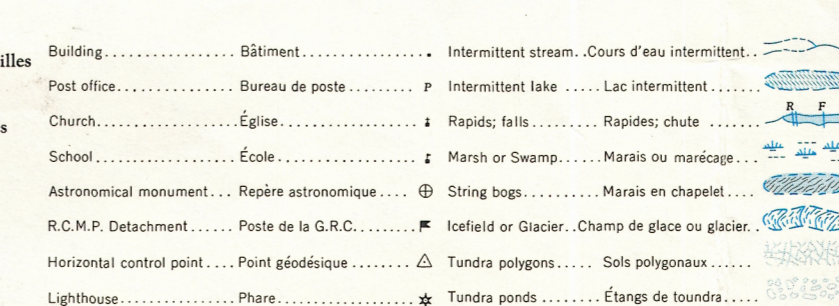 illes
s
Building.................. Bâtiment.................. 
Post office............... Bureau de poste ......... P
Church....................Église....................
School................... École....................
Astronomical monument... Repère astronomique.... 
R.C.M.P. Detachment...... Poste de la G.R.C.........
Horizontal control point.... Point géodésique ........
Lighthouse................ Phare.....................
Intermittent stream..Cours d'eau intermittent..
Intermittent lake ..... Lac intermittent .......
R F
Rapids; falls......... Rapides; chute .......
Marsh or Swamp......Marais ou marécage...
String bogs.......... Marais en chapelet....
Icefield or Glacier..Champ de glace ou glacier..
Tundra polygons..... Sols polygonaux.......
Tundra ponds ........ Étangs de toundra.....